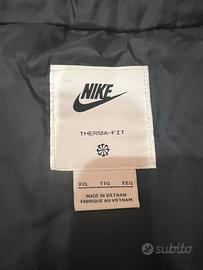 NIKE
THERMA-FIT
XXL TTG EEG
MADE IN VIETNAM
FABRIQUÉ AU VIETNAM
subito